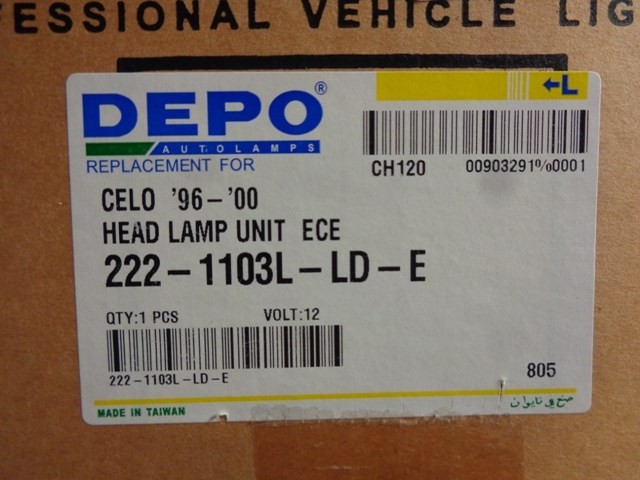 ESSIONAL VEHICLE LIG
DEPO®
AUTOLAMPS
←L
REPLACEMENT FOR
CH120 00903291%0001
CELO '96-'00
HEAD LAMP UNIT ECE
222-1103L-LD-E
QTY:1 PCS VOLT:12
222-1103L-LD-E
805
MADE IN TAIWAN
صنع في تايوان